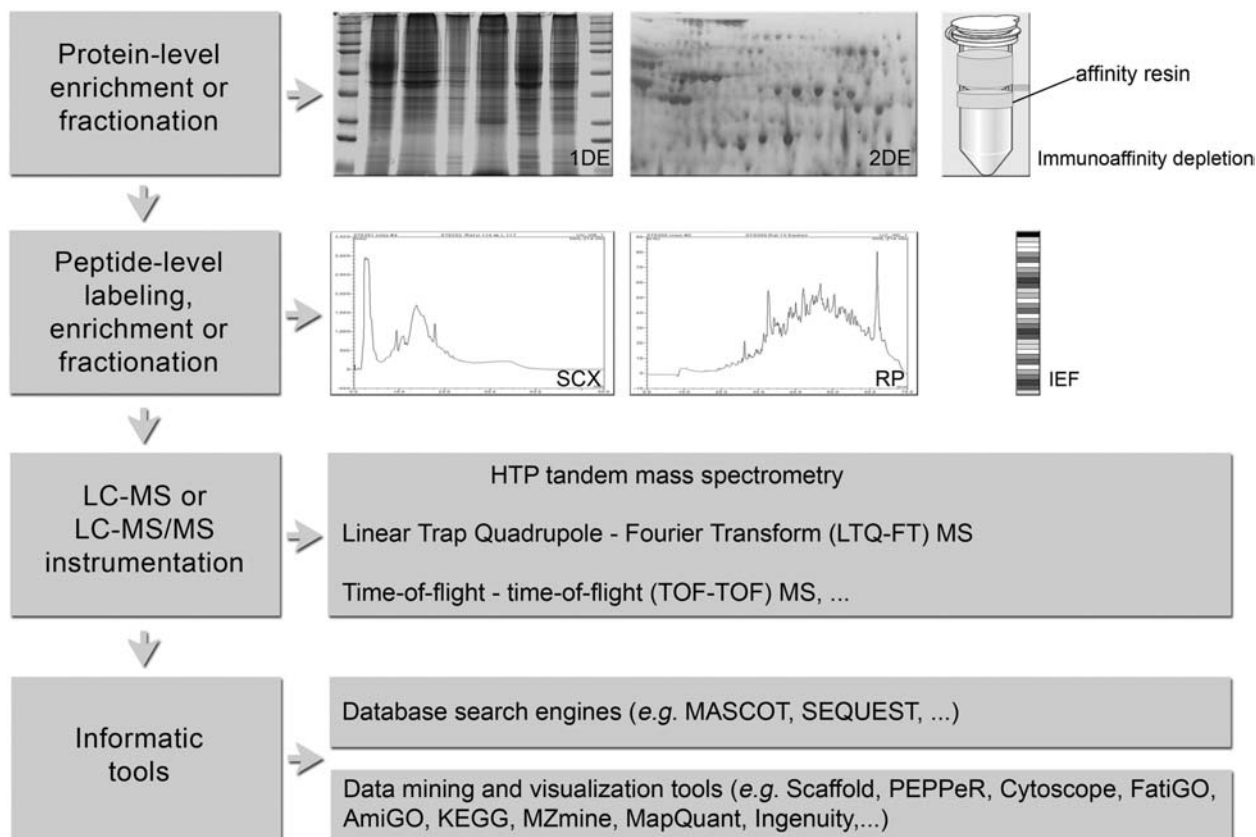 Protein-level
enrichment or
fractionation
1DE
2DE
affinity resin
Immunoaffinity depletion
Peptide-level
labeling,
enrichment or
fractionation
SCX
RP
IEF
LC-MS or
LC-MS/MS
instrumentation
HTP tandem mass spectrometry
Linear Trap Quadrupole - Fourier Transform (LTQ-FT) MS
Time-of-flight - time-of-flight (TOF-TOF) MS, ...
Informatic
tools
Database search engines (e.g. MASCOT, SEQUEST, ...)
Data mining and visualization tools (e.g. Scaffold, PEPPeR, Cytoscope, FatiGO,
AmiGO, KEGG, MZmine, MapQuant, Ingenuity,...)